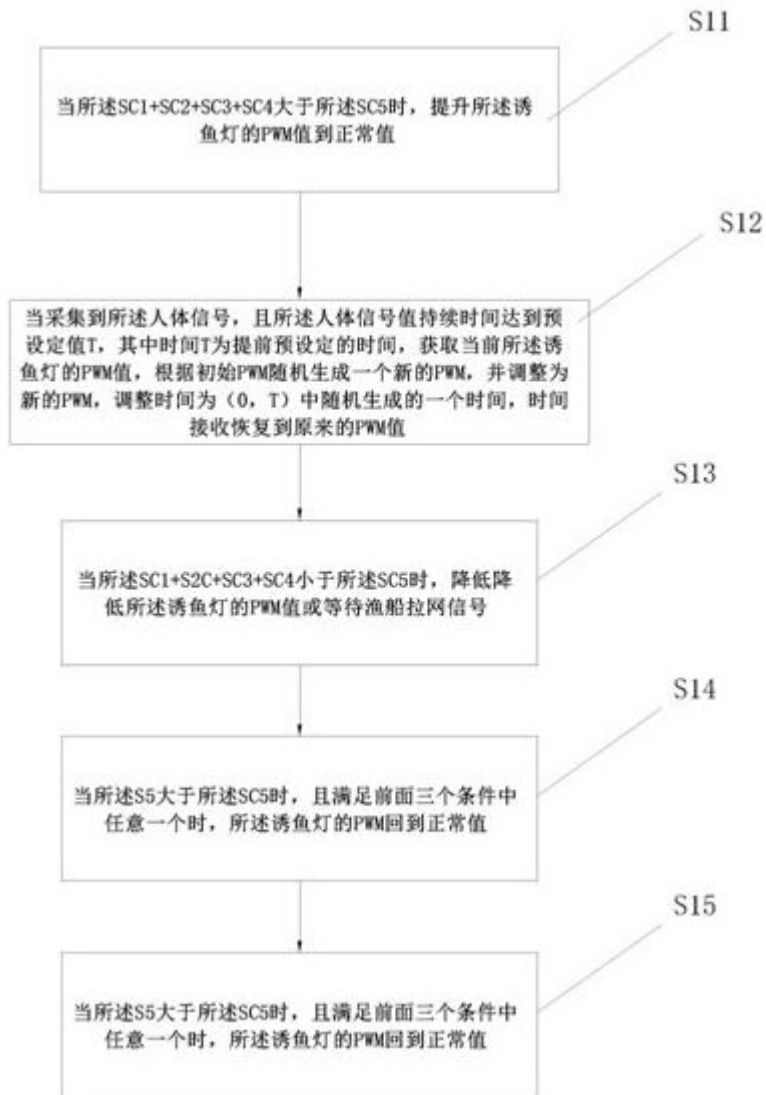 S11
当所述SC1+SC2+SC3+SC4大于所述SC5时，提升所述诱
鱼灯的PWM值到正常值
S12
当采集到所述人体信号，且所述人体信号值持续时间达到预
设定值T，其中时间T为提前预设定的时间，获取当前所述诱
鱼灯的PWM值，根据初始PWM随机生成一个新的PWM，并调整为
新的PWM，调整时间为（0，T）中随机生成的一个时间，时间
接收恢复到原来的PWM值
S13
当所述SC1+S2C+SC3+SC4小于所述SC5时，降低降
低所述诱鱼灯的PWM值或等待渔船拉网信号
S14
当所述S5大于所述SC5时，且满足前面三个条件中
任意一个时，所述诱鱼灯的PWM回到正常值
S15
当所述S5大于所述SC5时，且满足前面三个条件中
任意一个时，所述诱鱼灯的PWM回到正常值